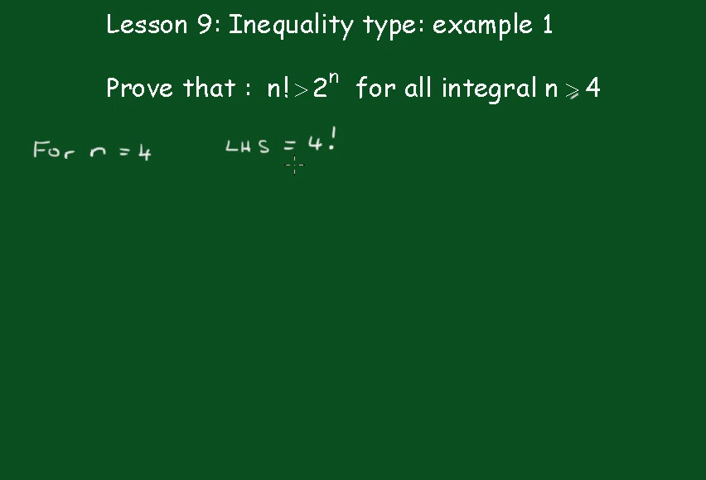 Lesson 9: Inequality type: example 1
Prove that : n! > 2ⁿ for all integral n ⩾ 4
For n = 4 LHS = 4!